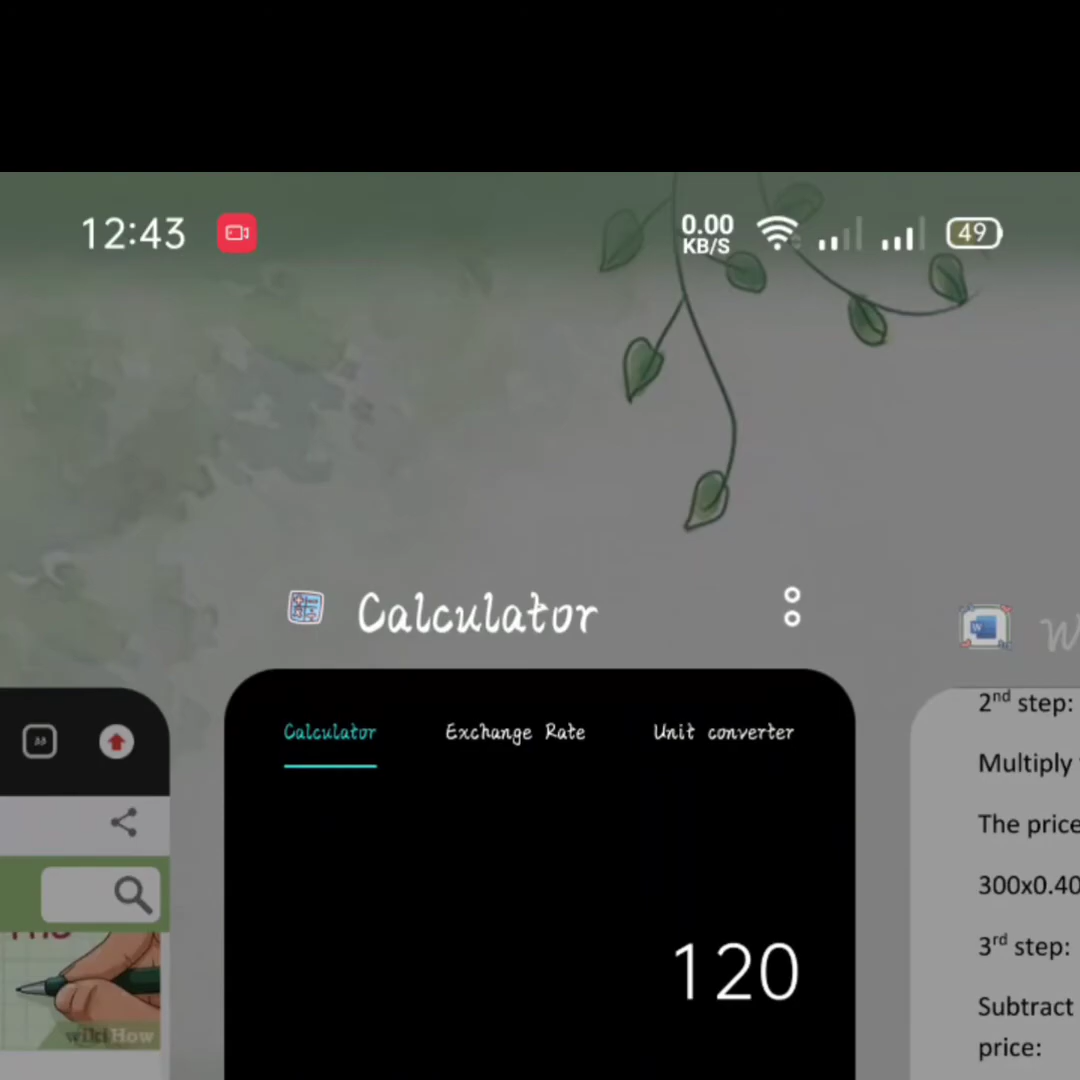 12:43
0.00
KB/S
49
Calculator
Calculator Exchange Rate Unit converter
120
wikiHow
W
2nd step:
Multiply
The price
300x0.40
3rd step:
Subtract
price: